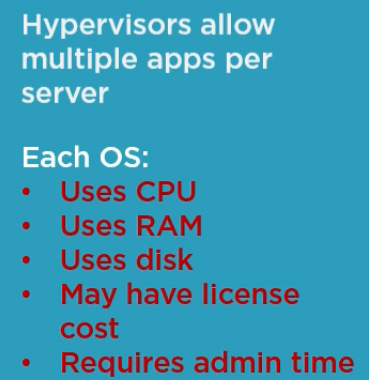 Hypervisors allow
multiple apps per
server
Each OS:
• Uses CPU
• Uses RAM
• Uses disk
• May have license
cost
• Requires admin time